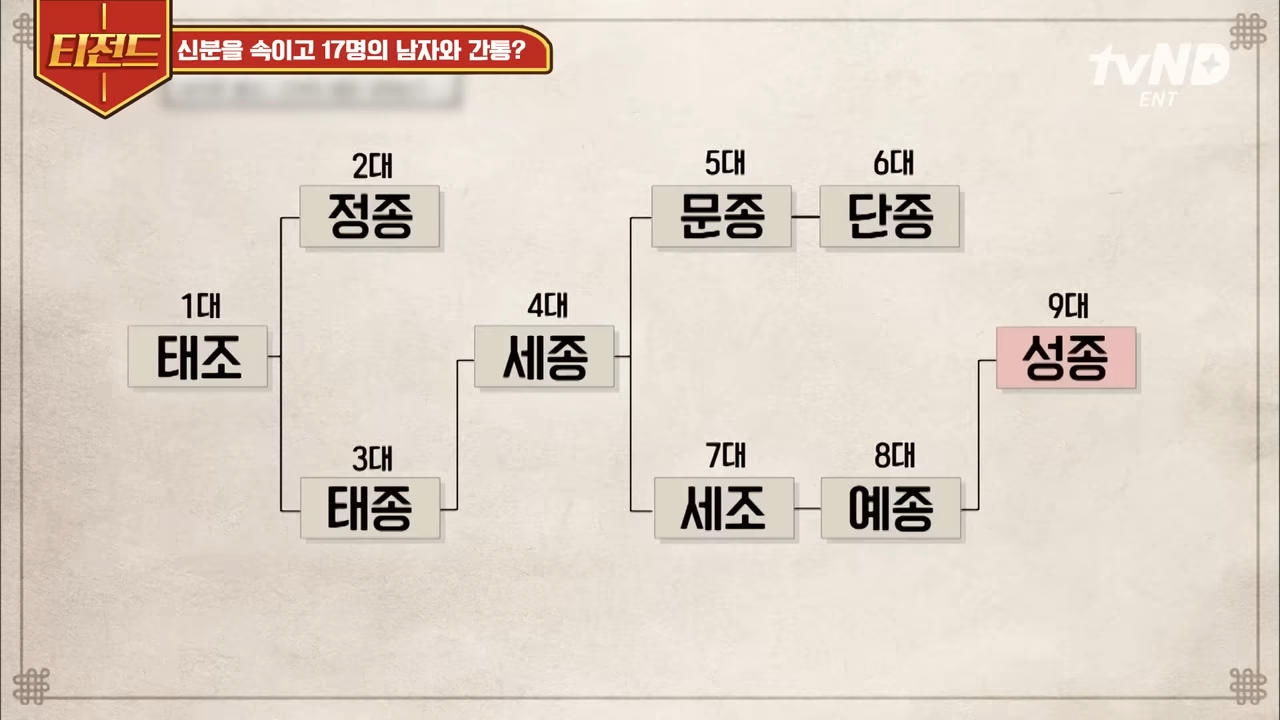 티전드
신분을 속이고 17명의 남자와 간통?
tvND
ENT
2대
정종
5대
문종
6대
단종
1대
태조
4대
세종
9대
성종
3대
태종
7대
세조
8대
예종